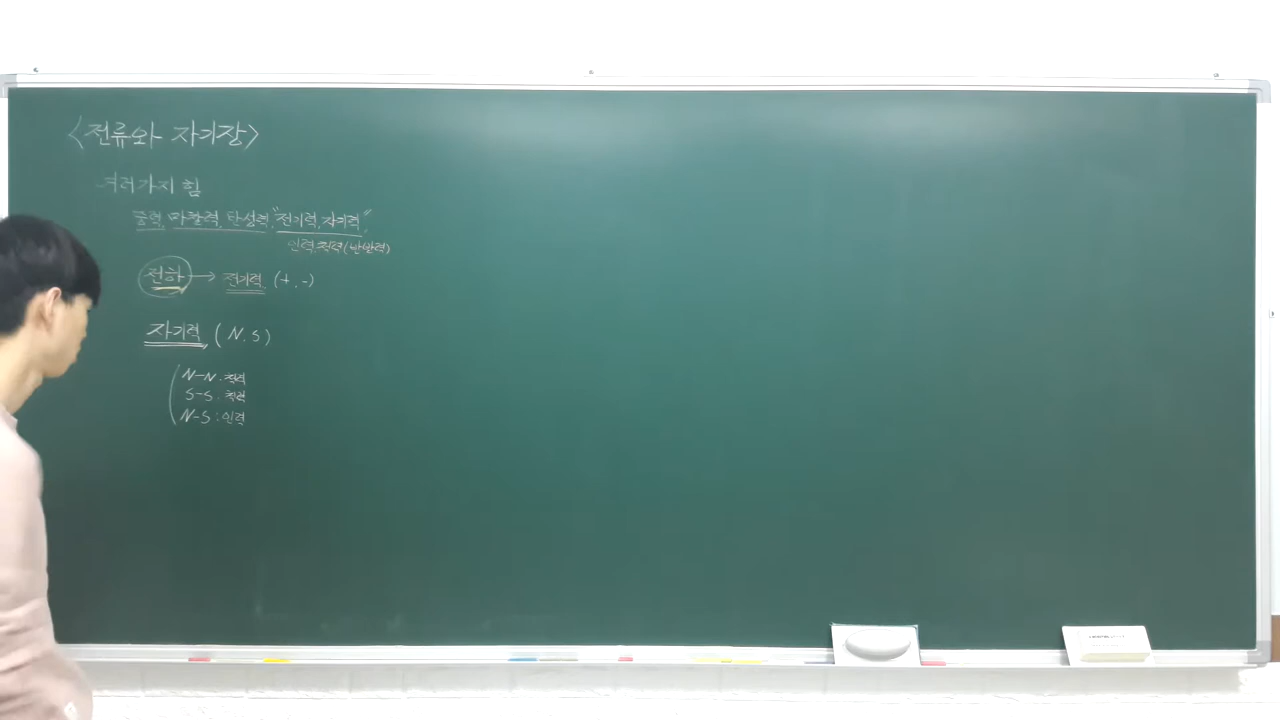 <전류와 자기장>
여러가지 힘
중력, 마찰력, 탄성력, "전기력, 자기력",
인력, 척력(반발력)
전하 → 전기력 (+, -)
자기력, (N, S)
N-N : 척력
S-S : 척력
N-S : 인력